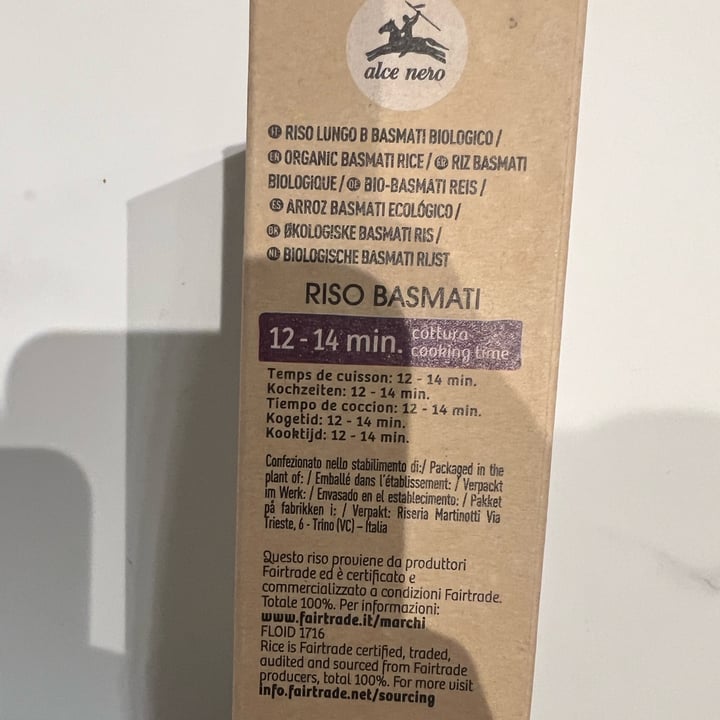 alce nero
IT RISO LUNGO B BASMATI BIOLOGICO /
EN ORGANIC BASMATI RICE / FR RIZ BASMATI
BIOLOGIQUE / DE BIO-BASMATI REIS /
ES ARROZ BASMATI ECOLÓGICO /
DK ØKOLOGISKE BASMATI RIS /
NL BIOLOGISCHE BASMATI RIJST
RISO BASMATI
12 - 14 min. cottura
cooking time
Temps de cuisson: 12 - 14 min.
Kochzeiten: 12 - 14 min.
Tiempo de coccion: 12 - 14 min.
Kogetid: 12 - 14 min.
Kooktijd: 12 - 14 min.
Confezionato nello stabilimento di:/ Packaged in the
plant of: / Emballé dans l'établissement: / Verpackt
im Werk: / Envasado en el establecimento: / Pakket
på fabrikken i: / Verpakt: Riseria Martinotti Via
Trieste, 6 - Trino (VC) – Italia
Questo riso proviene da produttori
Fairtrade ed è certificato e
commercializzato a condizioni Fairtrade.
Totale 100%. Per informazioni:
www.fairtrade.it/marchi
FLOID 1716
Rice is Fairtrade certified, traded,
audited and sourced from Fairtrade
producers, total 100%. For more visit
info.fairtrade.net/sourcing